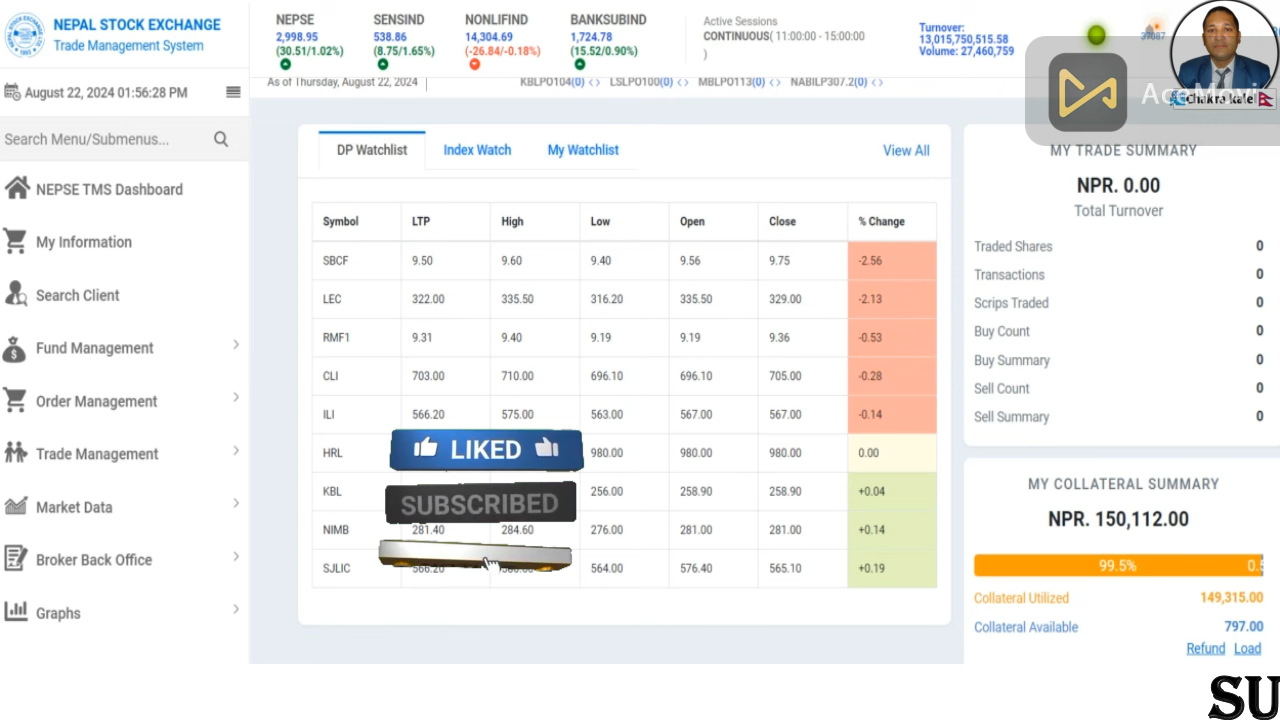 NEPAL STOCK EXCHANGE
Trade Management System
NEPSE
2,998.95
(30.51/1.02%)
SENSIND
538.86
(8.75/1.65%)
NONLIFIND
14,304.69
(-26.84/-0.18%)
BANKSUBIND
1,724.78
(15.52/0.90%)
Active Sessions
CONTINUOUS( 11:00:00 - 15:00:00
)
Turnover:
13,015,750,515.58
Volume: 27,460,759
37087
Chakra kafel
August 22, 2024 01:56:28 PM
As of Thursday, August 22, 2024
KBLPO104(0) <> LSLPO100(0) <> MBLPO113(0) <> NABILP307.2(0) <>
Search Menu/Submenus...
NEPSE TMS Dashboard
My Information
Search Client
Fund Management
Order Management
Trade Management
Market Data
Broker Back Office
Graphs
DP Watchlist Index Watch My Watchlist View All
Symbol LTP High Low Open Close % Change
SBCF 9.50 9.60 9.40 9.56 9.75 -2.56
LEC 322.00 335.50 316.20 335.50 329.00 -2.13
RMF1 9.31 9.40 9.19 9.19 9.36 -0.53
CLI 703.00 710.00 696.10 696.10 705.00 -0.28
ILI 566.20 575.00 563.00 567.00 567.00 -0.14
HRL 980.00 980.00 980.00 0.00
LIKED
KBL 256.00 258.90 258.90 +0.04
SUBSCRIBED
NIMB 281.40 284.60 276.00 281.00 281.00 +0.14
SJLIC 566.20 564.00 576.40 565.10 +0.19
MY TRADE SUMMARY
NPR. 0.00
Total Turnover
Traded Shares 0
Transactions 0
Scrips Traded 0
Buy Count 0
Buy Summary 0
Sell Count 0
Sell Summary 0
MY COLLATERAL SUMMARY
NPR. 150,112.00
99.5% 0.5
Collateral Utilized 149,315.00
Collateral Available 797.00
Refund Load
SU